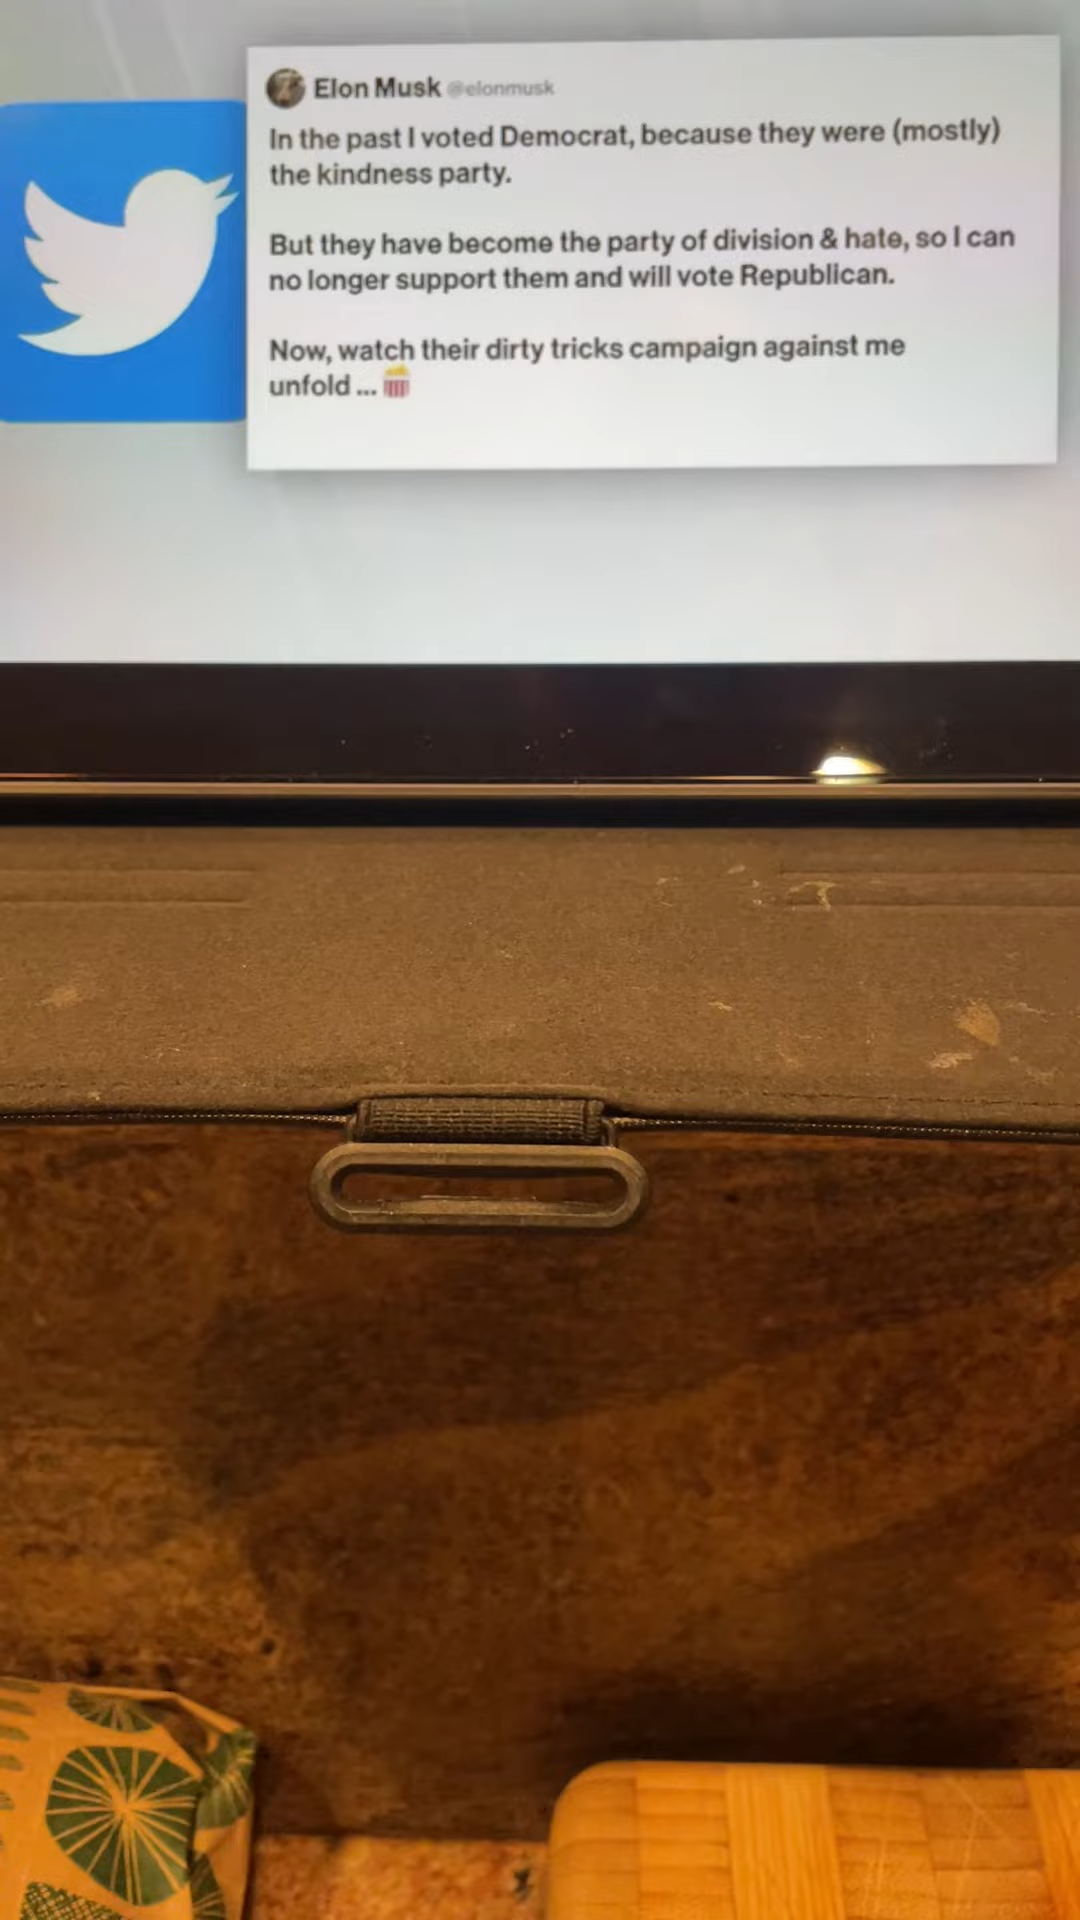 Elon Musk @elonmusk
In the past I voted Democrat, because they were (mostly)
the kindness party.
But they have become the party of division & hate, so I can
no longer support them and will vote Republican.
Now, watch their dirty tricks campaign against me
unfold ... 🍿